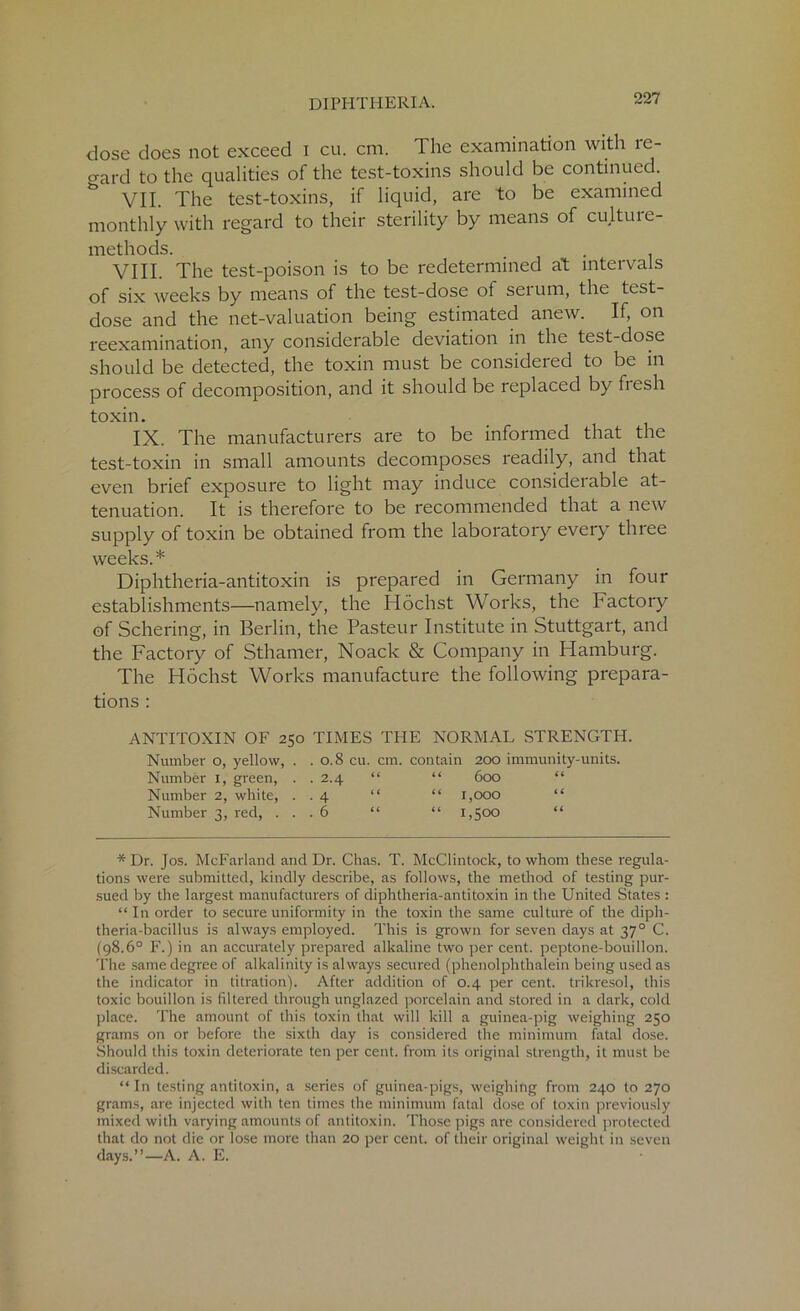 DIPHTHERIA.
227
dose does not exceed 1 cu. cm. The examination with re-
gard to the qualities of the test-toxins should be continued.
VII. The test-toxins, if liquid, are to be examined
monthly with regard to their sterility by means of culture-
methods.
VIII. The test-poison is to be redetermined at intervals
of six weeks by means of the test-dose of serum, the test-
dose and the net-valuation being estimated anew. If, on
reexamination, any considerable deviation in the test-dose
should be detected, the toxin must be considered to be in
process of decomposition, and it should be replaced by fresh
toxin.
IX. The manufacturers are to be informed that the
test-toxin in small amounts decomposes readily, and that
even brief exposure to light may induce considerable at-
tenuation. It is therefore to be recommended that a new
supply of toxin be obtained from the laboratory every three
weeks.*
Diphtheria-antitoxin is prepared in Germany in four
establishments—namely, the Höchst Works, the Factory
of Schering, in Berlin, the Pasteur Institute in Stuttgart, and
the Factory of Sthamer, Noack & Company in Hamburg.
The Höchst Works manufacture the following prepara-
tions :
ANTITOXIN OF 250 TIMES THE NORMAL STRENGTH.
Number 0, yellow, . . 0.8 cu. cm. contain 200 immunity-units.
Number 1, green, . . 2.4 “ “ 600 “
Number 2, white, . . 4 “ “ 1,000 “
Number 3, red, . . . 6 “ “ 1,500 “
* Dr. Jos. McFarland and Dr. Chas. T. McClintock, to whom these regula-
tions were submitted, kindly describe, as follows, the method of testing pur-
sued by the largest manufacturers of diphtheria-antitoxin in the United States :
“ In order to secure uniformity in the toxin the same culture of the diph-
theria-bacillus is always employed. This is grown for seven days at 37° C.
(98.6° F.) in an accurately prepared alkaline two per cent. peptone-bouillon.
The same degree of alkalinity is always secured (phenolphthalein being used as
the indicator in titration). After addition of 0.4 per cent. trikresol, this
toxic bouillon is filtered through unglazed porcelain and stored in a dark, cold
place. The amount of this toxin that will kill a guinea-pig weighing 250
grams on or before the sixth day is considered the minimum fatal dose.
Should this toxin deteriorate ten per cent. from its original strength, it must be
discarded.
“ In testing antitoxin, a series of guinea-pigs, weighing from 240 to 270
grams, are injected with ten times the minimum fatal dose of toxin previously
mixed with varying amounts of antitoxin. Those pigs are considered protected
that do not die or lose more than 20 per cent. of their original weight in seven
days.”—A. A. E.